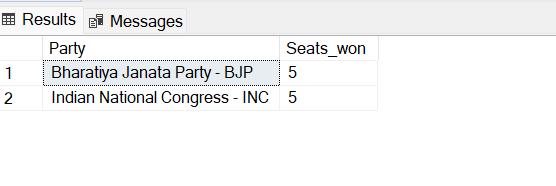 Results Messages
Party Seats_won
1 Bharatiya Janata Party - BJP 5
2 Indian National Congress - INC 5